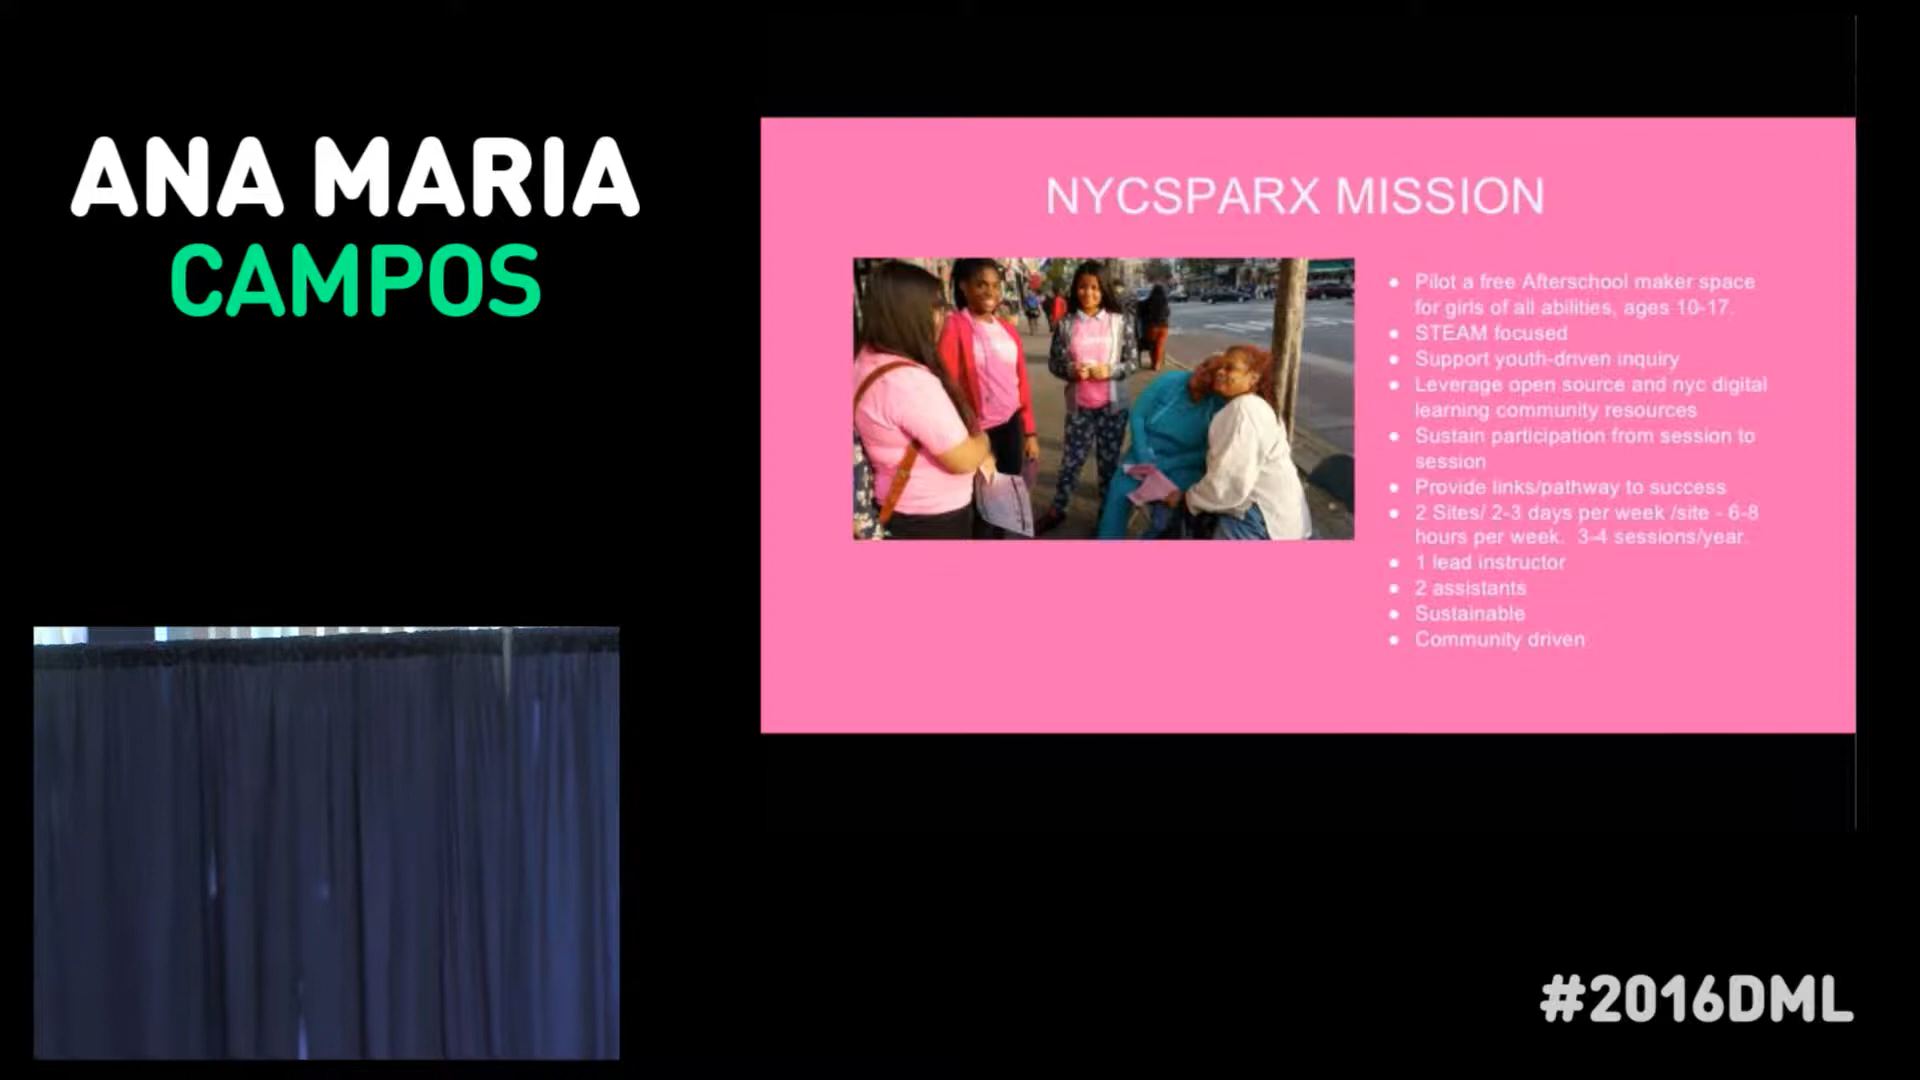 ANA MARIA
CAMPOS
NYCSPARX MISSION
● Pilot a free Afterschool maker space
for girls of all abilities, ages 10-17.
● STEAM focused
● Support youth-driven inquiry
● Leverage open source and nyc digital
learning community resources
● Sustain participation from session to
session
● Provide links/pathway to success
● 2 Sites/ 2-3 days per week /site - 6-8
hours per week. 3-4 sessions/year.
● 1 lead instructor
● 2 assistants
● Sustainable
● Community driven
#2016DML